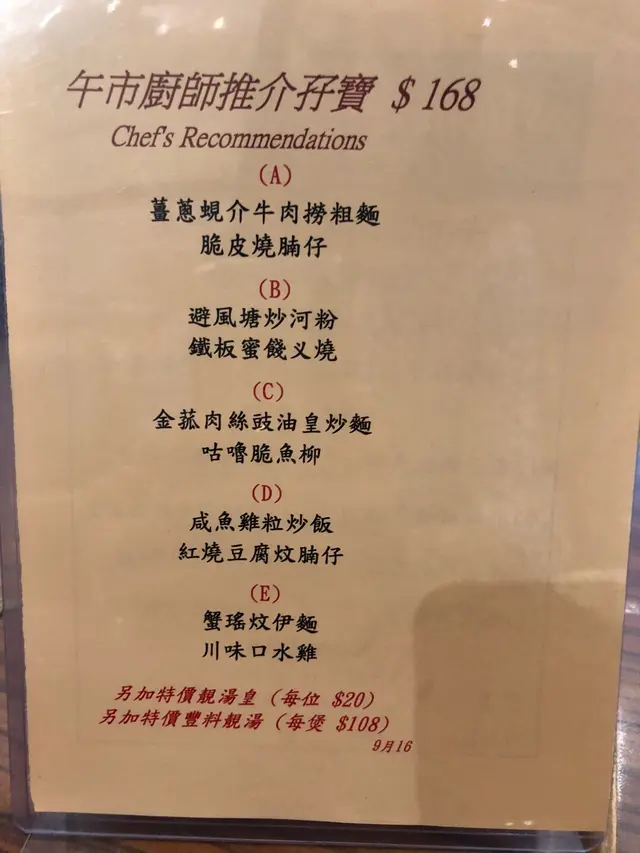 午市廚師推介孖寶 $168
Chef's Recommendations
(A)
薑蔥蜆介牛肉撈粗麵
脆皮燒腩仔
(B)
避風塘炒河粉
鐵板蜜餞义燒
(C)
金菰肉絲豉油皇炒麵
咕嚕脆魚柳
(D)
咸魚雞粒炒飯
紅燒豆腐炆腩仔
(E)
蟹瑤炆伊麵
川味口水雞
另加特價靚湯皇 (每位 $20)
另加特價豐料靚湯 (每煲 $108)
9月16